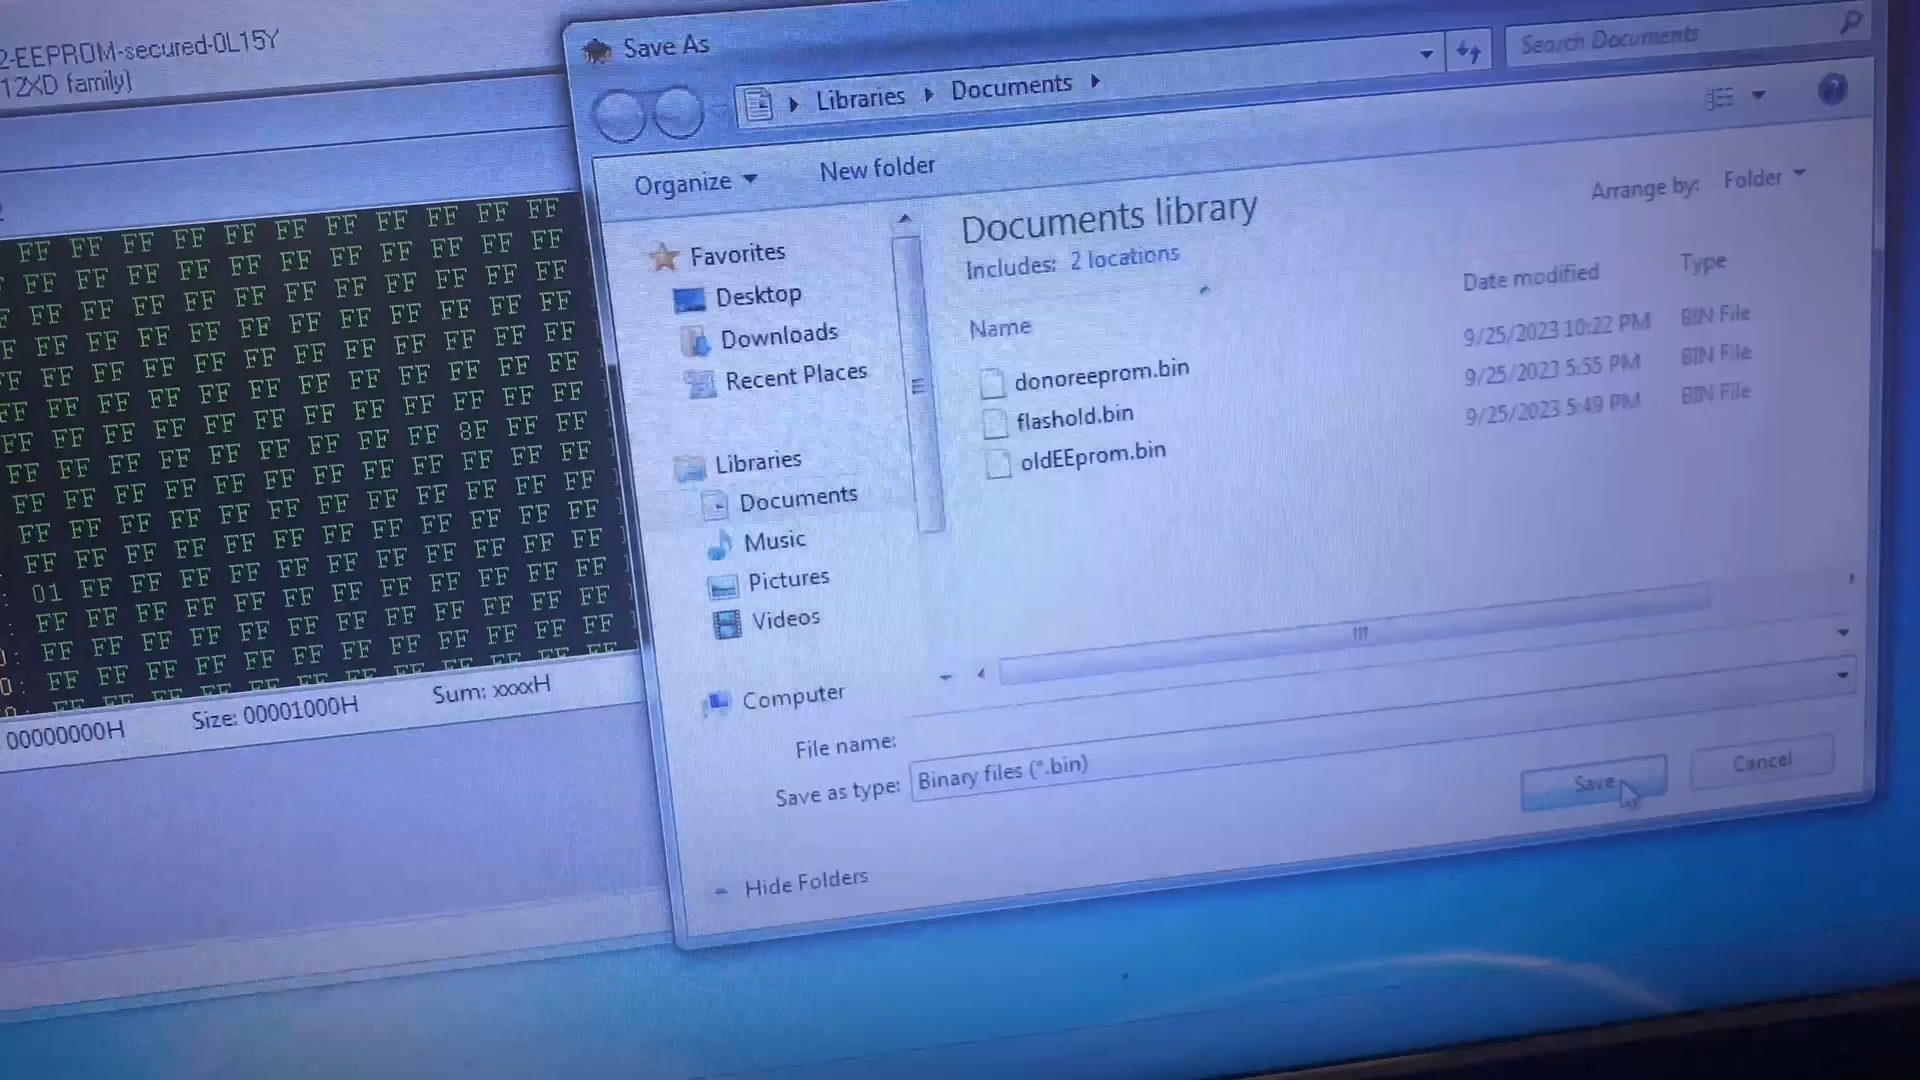 2-EEPROM-secured-0L15Y
12XD family)
Save As
Libraries
Documents
Search Documents
Organize
New folder
Documents library
Includes: 2 locations
Arrange by: Folder
Name
Date modified
Type
donoreeprom.bin
9/25/2023 10:22 PM
BIN File
flashold.bin
9/25/2023 5:55 PM
BIN File
oldEEprom.bin
9/25/2023 5:49 PM
BIN File
Favorites
Desktop
Downloads
Recent Places
Libraries
Documents
Music
Pictures
Videos
Computer
File name:
Save as type: Binary files (*.bin)
Save
Cancel
Hide Folders
FF FF FF FF FF FF FF FF FF FF FF
FF FF FF FF FF FF FF FF FF FF FF
FF FF FF FF FF FF FF FF FF FF FF
FF FF FF FF FF FF FF FF FF FF FF
FF FF FF FF FF FF FF FF FF FF FF
FF FF FF FF FF FF FF FF FF FF FF
FF FF FF FF FF FF FF FF FF FF FF
FF FF FF FF FF FF FF FF 8F FF FF
FF FF FF FF FF FF FF FF FF FF FF
FF FF FF FF FF FF FF FF FF FF FF
FF FF FF FF FF FF FF FF FF FF FF
FF FF FF FF FF FF FF FF FF FF FF
01 FF FF FF FF FF FF FF FF FF FF
FF FF FF FF FF FF FF FF FF FF FF
FF FF FF FF FF FF FF FF FF FF FF
FF FF FF FF FF FF FF FF FF FF FF
00000000H
Size: 00001000H
Sum: xxxxH